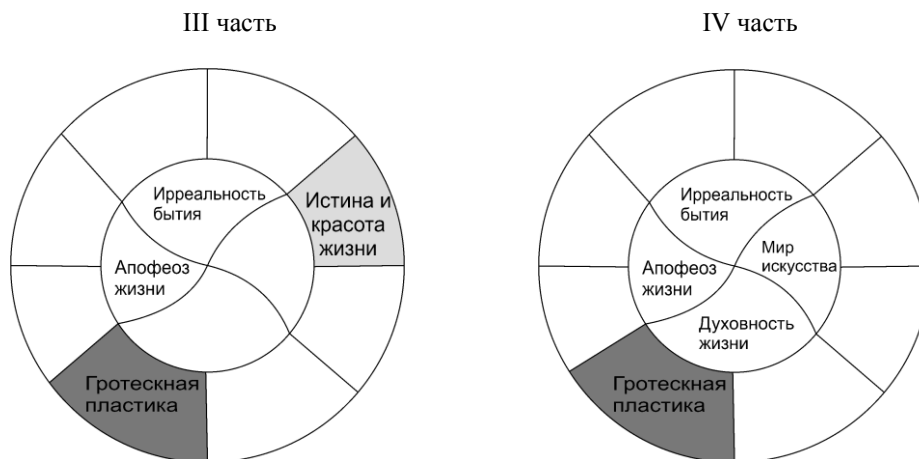 III часть
Ирреальность
бытия
Истина и
красота
жизни
Апофеоз
жизни
Гротескная
пластика
IV часть
Ирреальность
бытия
Мир
искусства
Апофеоз
жизни
Духовность
жизни
Гротескная
пластика